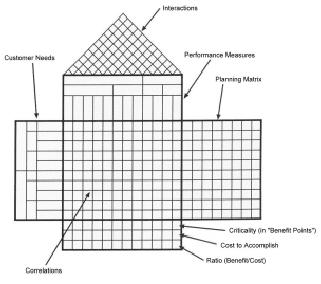 Interactions
Customer Needs
Performance Measures
Planning Matrix
Criticality (in "Benefit Points")
Cost to Accomplish
Ratio (Benefit/Cost)
Correlations